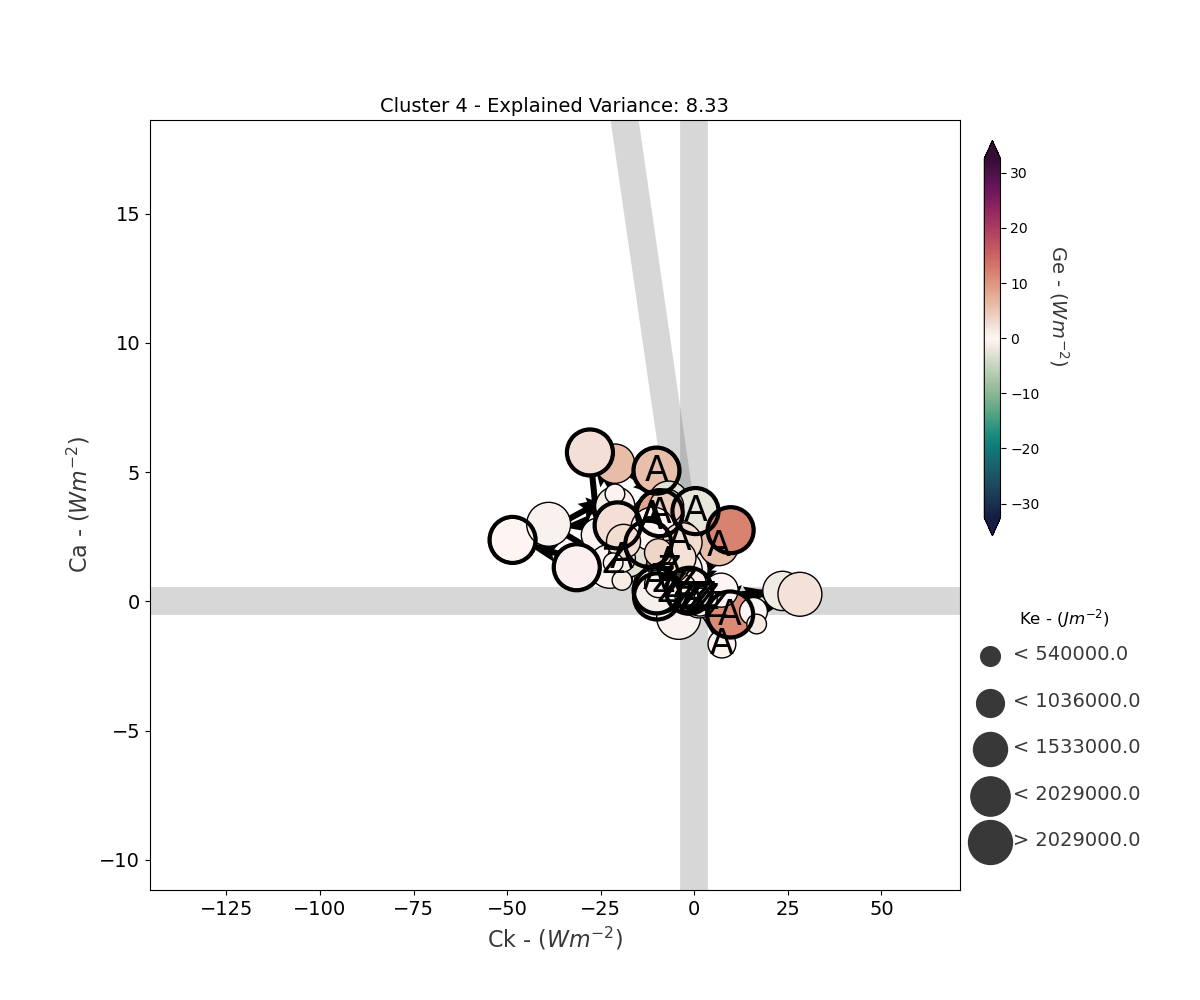 Cluster 4 - Explained Variance: 8.33
15
10
5
0
−5
−10
Ca - (Wm⁻²)
−125
−100
−75
−50
−25
0
25
50
Ck - (Wm⁻²)
30
20
10
0
−10
−20
−30
Ge - (Wm⁻²)
Ke - (Jm⁻²)
< 540000.0
< 1036000.0
< 1533000.0
< 2029000.0
> 2029000.0
A
A
A
A
A
A
A
Z